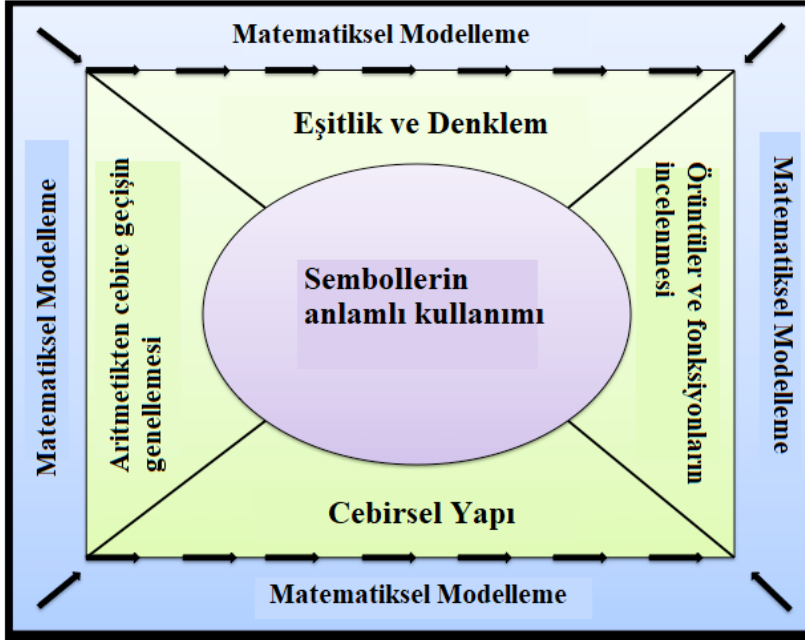 Matematiksel Modelleme
Eşitlik ve Denklem
Matematiksel Modelleme
Aritmetikten cebire geçişin
genellemesi
Sembollerin
anlamlı kullanımı
Örüntüler ve fonksiyonların
incelenmesi
Matematiksel Modelleme
Cebirsel Yapı
Matematiksel Modelleme